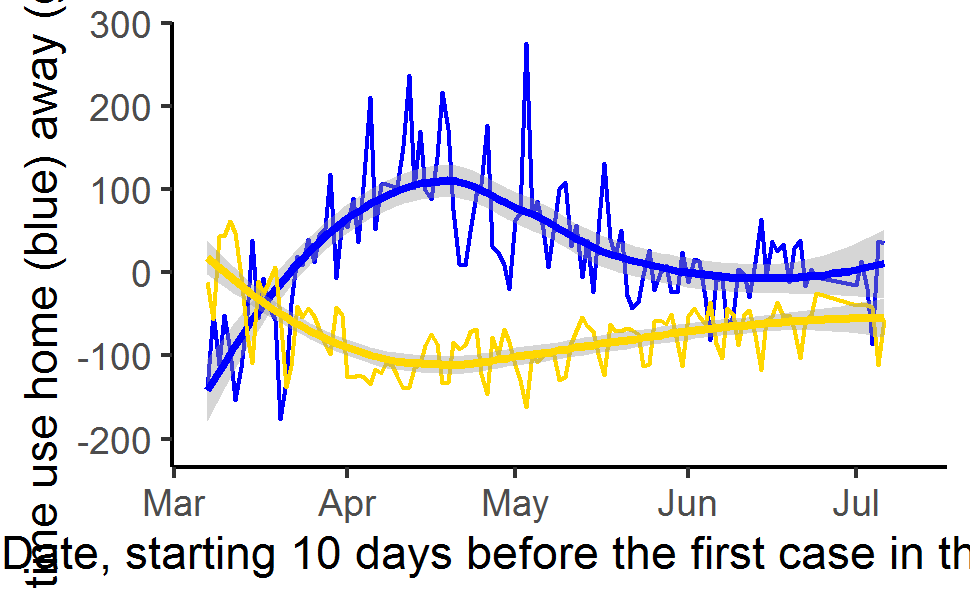 time use home (blue) away (
300
200
100
0
-100
-200
Mar Apr May Jun Jul
Date, starting 10 days before the first case in th